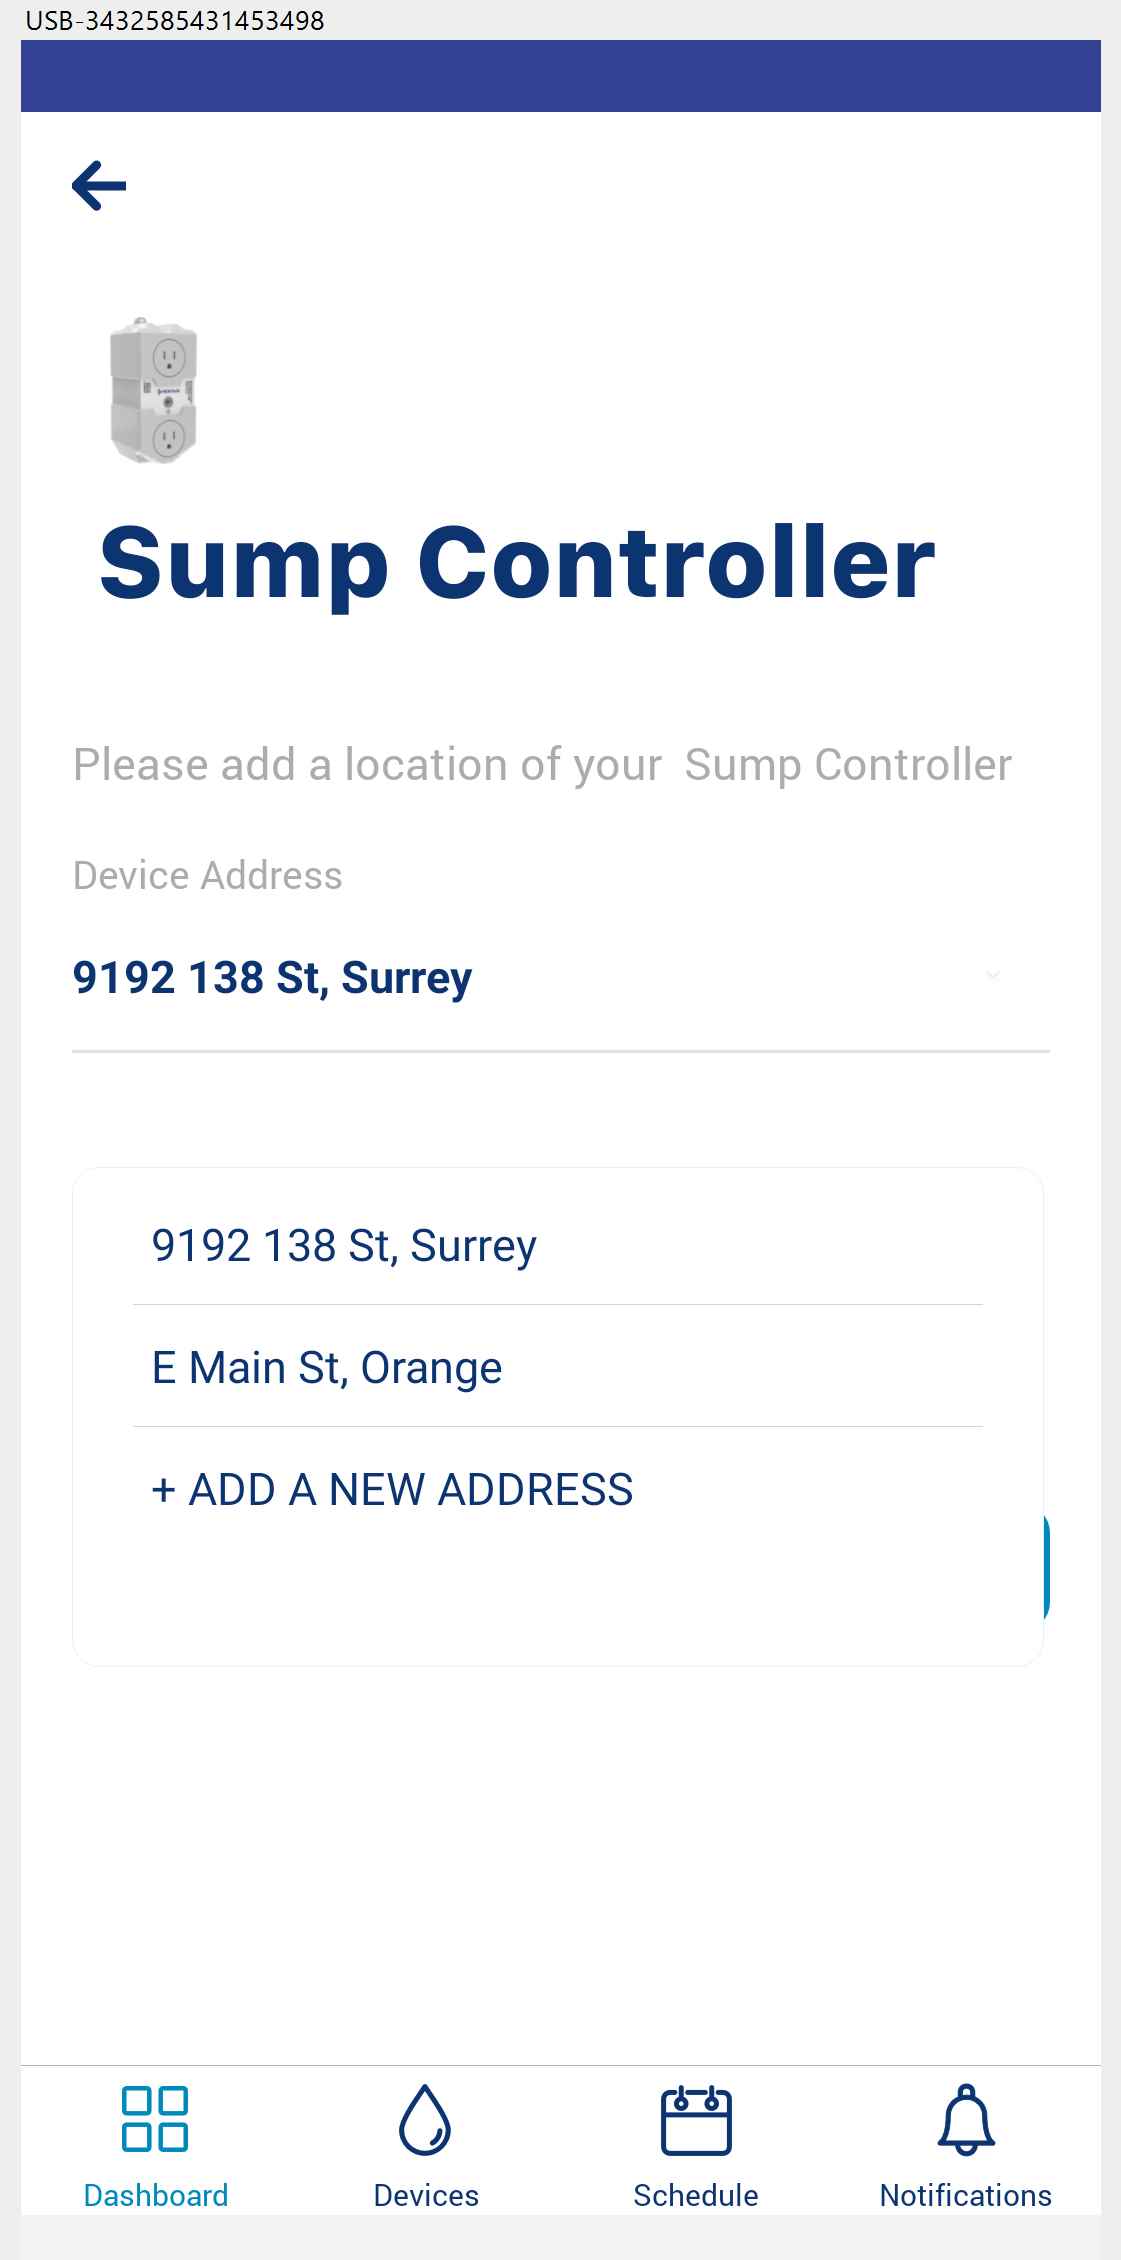 USB-3432585431453498
Sump Controller
Please add a location of your  Sump Controller
Device Address
9192 138 St, Surrey
9192 138 St, Surrey
E Main St, Orange
+ ADD A NEW ADDRESS
Dashboard
Devices
Schedule
Notifications